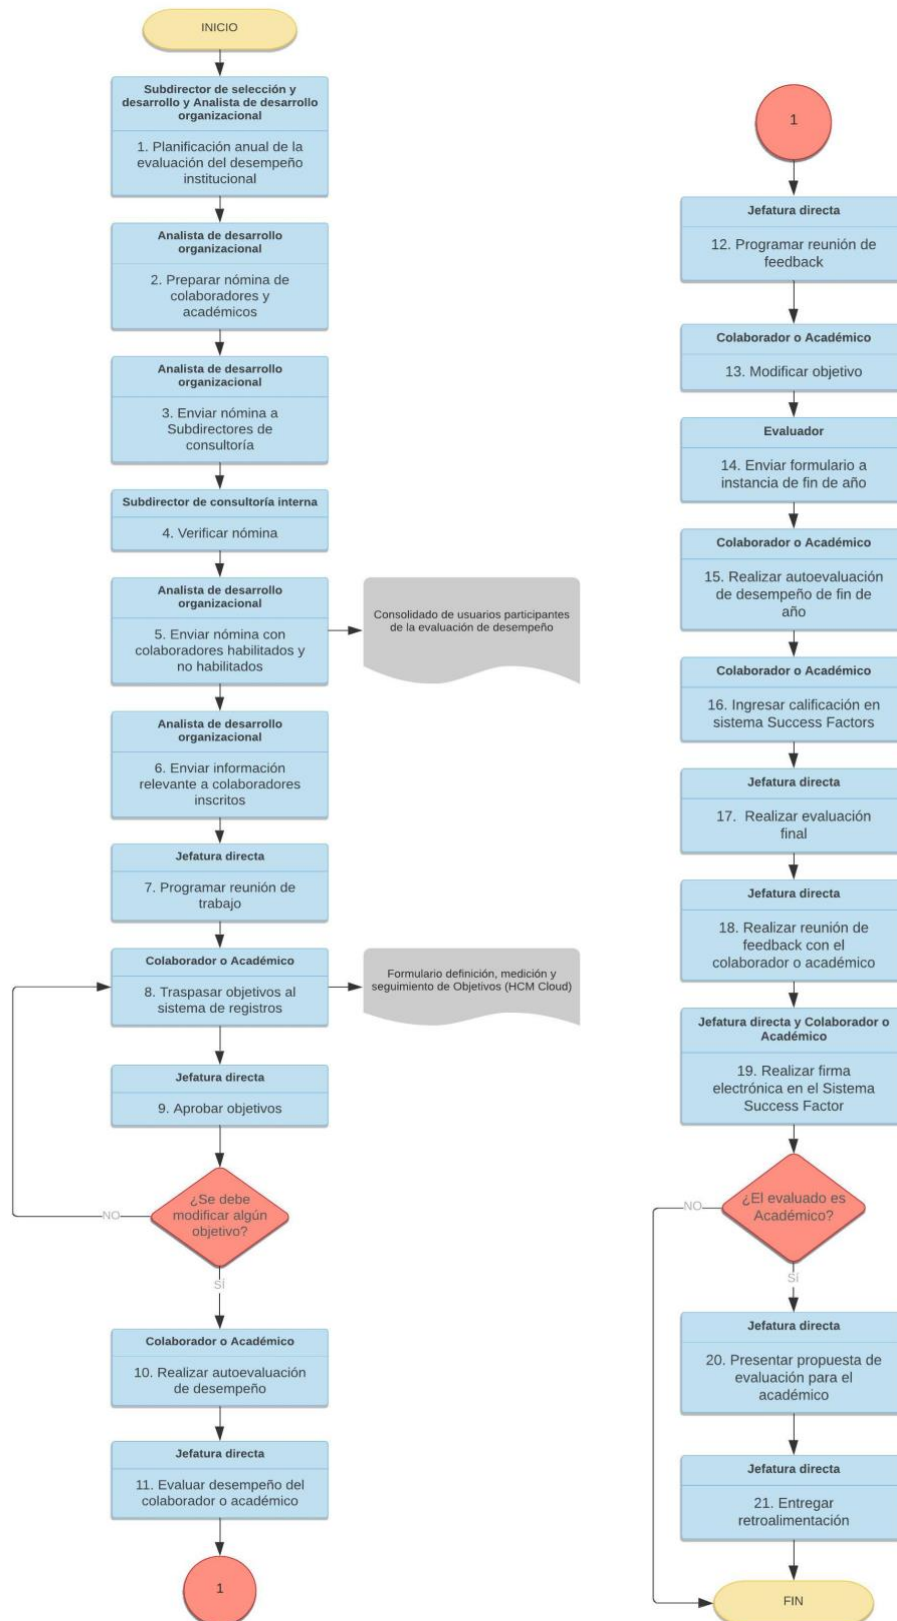 INICIO
Subdirector de selección y
desarrollo y Analista de desarrollo
organizacional
1. Planificación anual de la
evaluación del desempeño
institucional
Analista de desarrollo
organizacional
2. Preparar nómina de
colaboradores y
académicos
Analista de desarrollo
organizacional
3. Enviar nómina a
Subdirectores de
consultoría
Subdirector de consultoría interna
4. Verificar nómina
Analista de desarrollo
organizacional
5. Enviar nómina con
colaboradores habilitados y
no habilitados
Consolidado de usuarios participantes
de la evaluación de desempeño
Analista de desarrollo
organizacional
6. Enviar información
relevante a colaboradores
inscritos
Jefatura directa
7. Programar reunión de
trabajo
Colaborador o Académico
8. Traspasar objetivos al
sistema de registros
Formulario definición, medición y
seguimiento de Objetivos (HCM Cloud)
Jefatura directa
9. Aprobar objetivos
¿Se debe
modificar algún
objetivo?
NO
SÍ
Colaborador o Académico
10. Realizar autoevaluación
de desempeño
Jefatura directa
11. Evaluar desempeño del
colaborador o académico
1
1
Jefatura directa
12. Programar reunión de
feedback
Colaborador o Académico
13. Modificar objetivo
Evaluador
14. Enviar formulario a
instancia de fin de año
Colaborador o Académico
15. Realizar autoevaluación
de desempeño de fin de
año
Colaborador o Académico
16. Ingresar calificación en
sistema Success Factors
Jefatura directa
17. Realizar evaluación
final
Jefatura directa
18. Realizar reunión de
feedback con el
colaborador o académico
Jefatura directa y Colaborador o
Académico
19. Realizar firma
electrónica en el Sistema
Success Factor
¿El evaluado es
Académico?
NO
SÍ
Jefatura directa
20. Presentar propuesta de
evaluación para el
académico
Jefatura directa
21. Entregar
retroalimentación
FIN